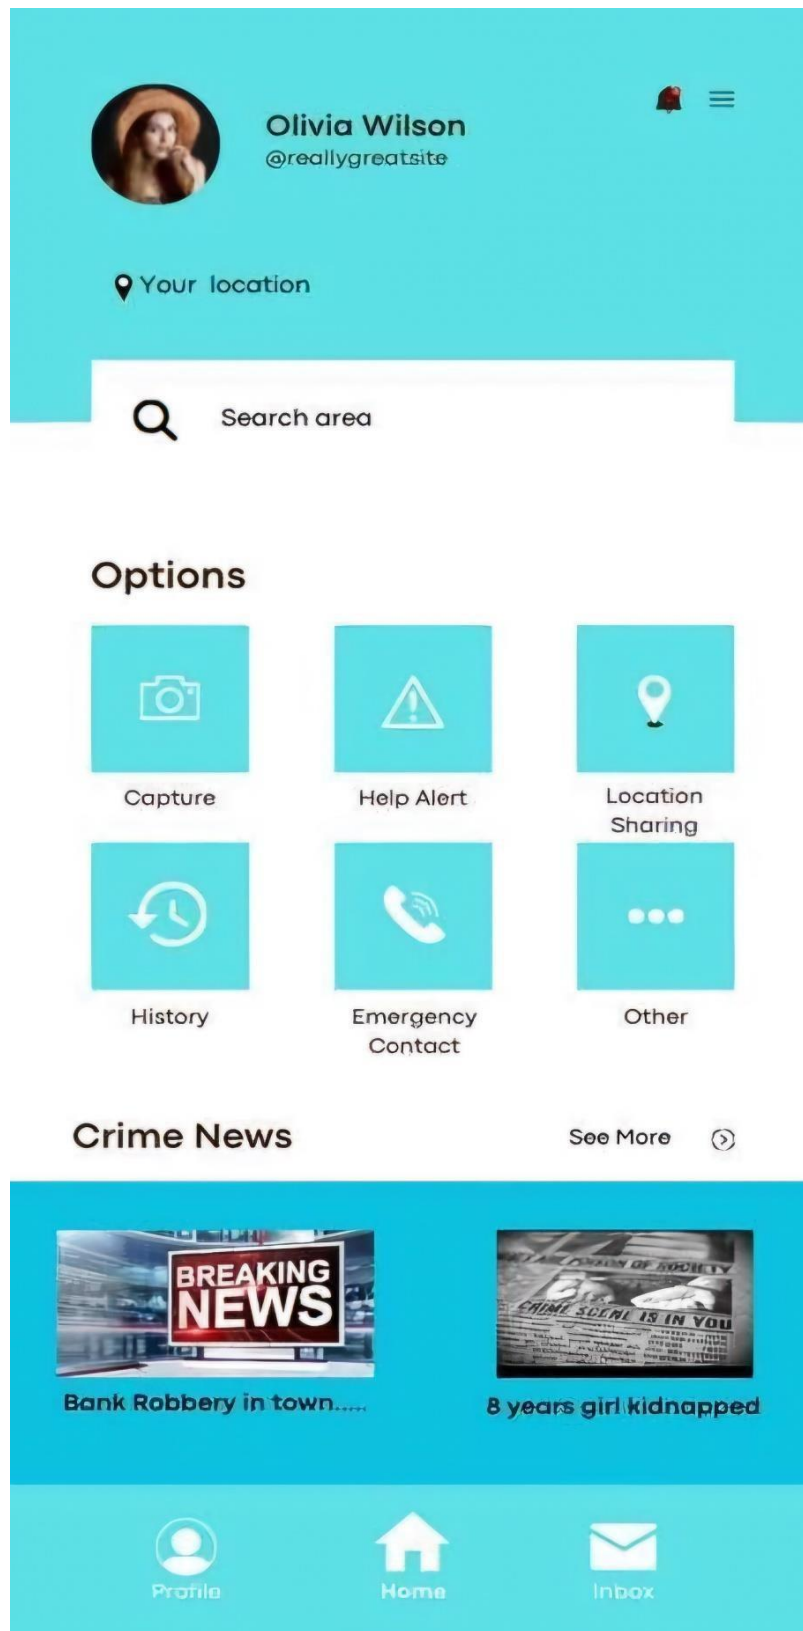 Olivia Wilson
@reallygreatsite
Your location
Search area
Options
Capture
Help Alert
Location
Sharing
History
Emergency
Contact
Other
Crime News
See More
BREAKING
NEWS
OF SOCIETY
CRIME SCENE IS IN YOU
Bank Robbery in town.....
8 years girl kidnapped
Profile
Home
Inbox